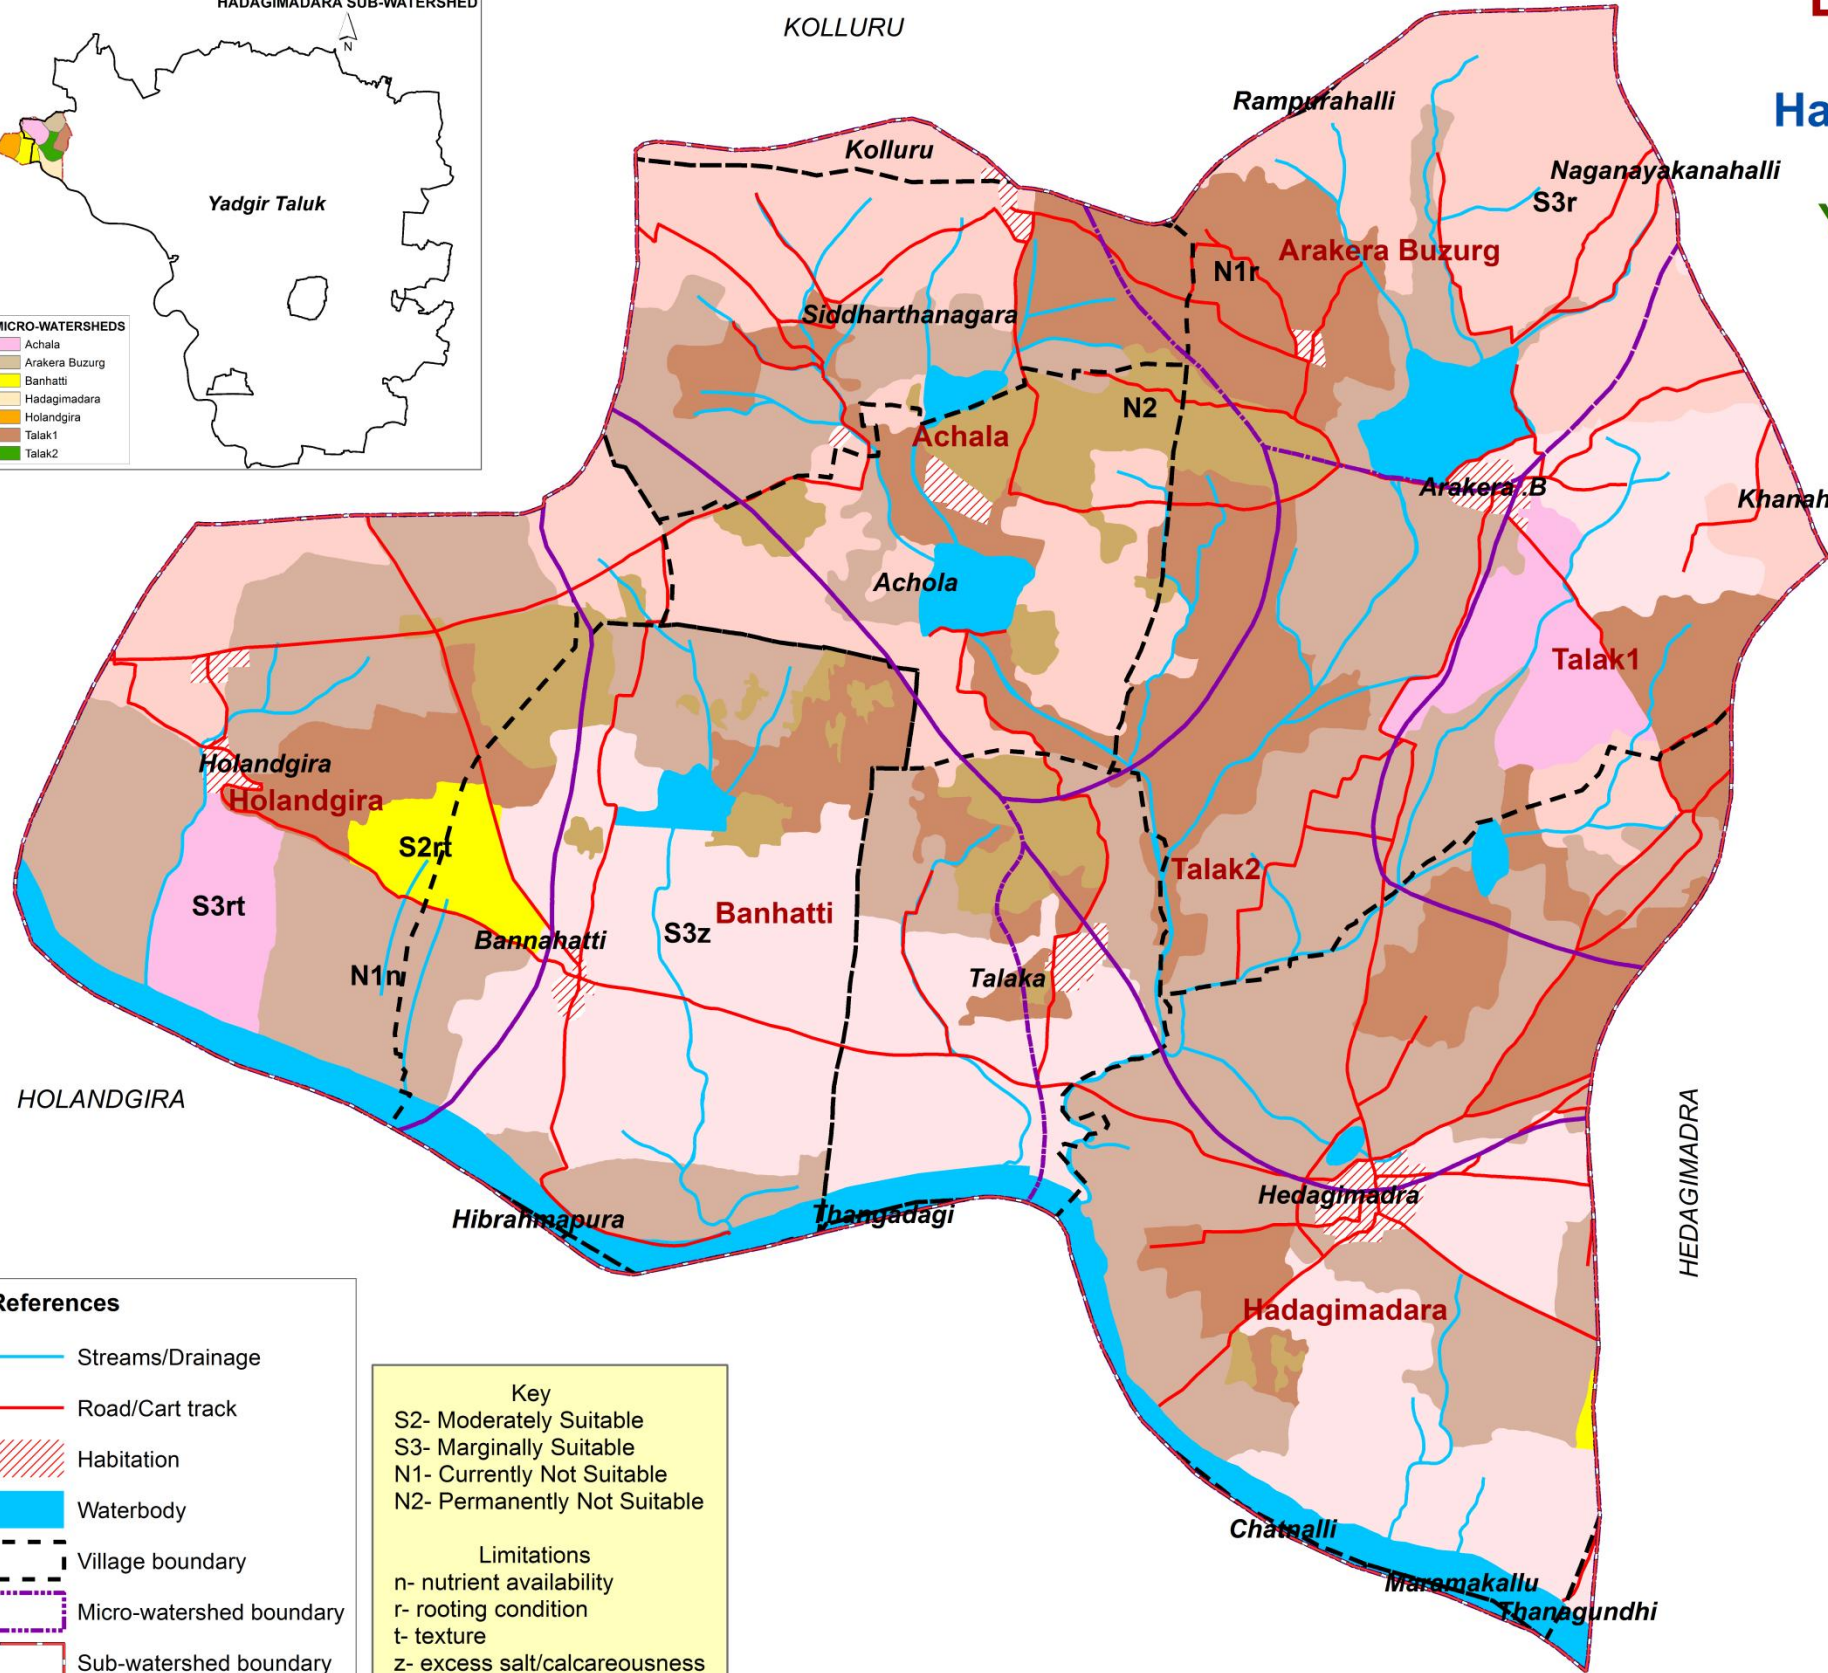 HADAGIMADARA SUB-WATERSHED
N
Yadgir Taluk
MICRO-WATERSHEDS
Achala
Arakera Buzurg
Banhatti
Hadagimadara
Holandgira
Talak1
Talak2
KOLLURU
Ha
Rampurahalli
Kolluru
Naganayakanahalli
S3r
Arakera Buzurg
N1r
Siddharthanagara
N2
Achala
Arakera .B
Khanah
Achola
Talak1
Holandgira
Holandgira
S2rt
Talak2
S3rt
Banhatti
S3z
Bannahatti
N1n
Talaka
HOLANDGIRA
HEDAGIMADRA
Hedagimadra
Hibrahmapura
Thangadagi
Hadagimadara
Chatnalli
Maramakallu
Thanagundhi
References
Streams/Drainage
Road/Cart track
Habitation
Waterbody
Village boundary
Micro-watershed boundary
Sub-watershed boundary
Key
S2- Moderately Suitable
S3- Marginally Suitable
N1- Currently Not Suitable
N2- Permanently Not Suitable
Limitations
n- nutrient availability
r- rooting condition
t- texture
z- excess salt/calcareousness